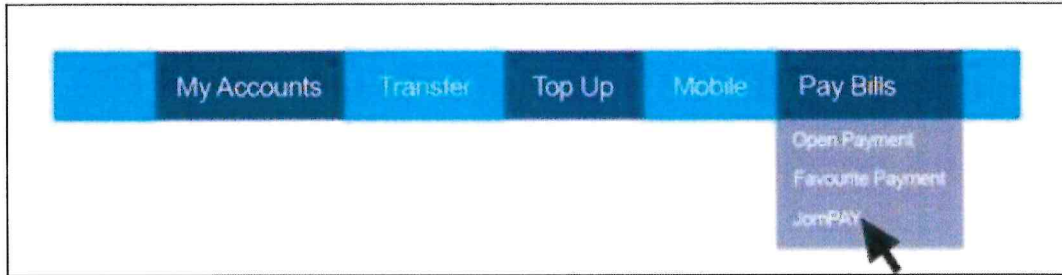 My Accounts Transfer Top Up Mobile Pay Bills
Open Payment
Favourite Payment
JomPAY